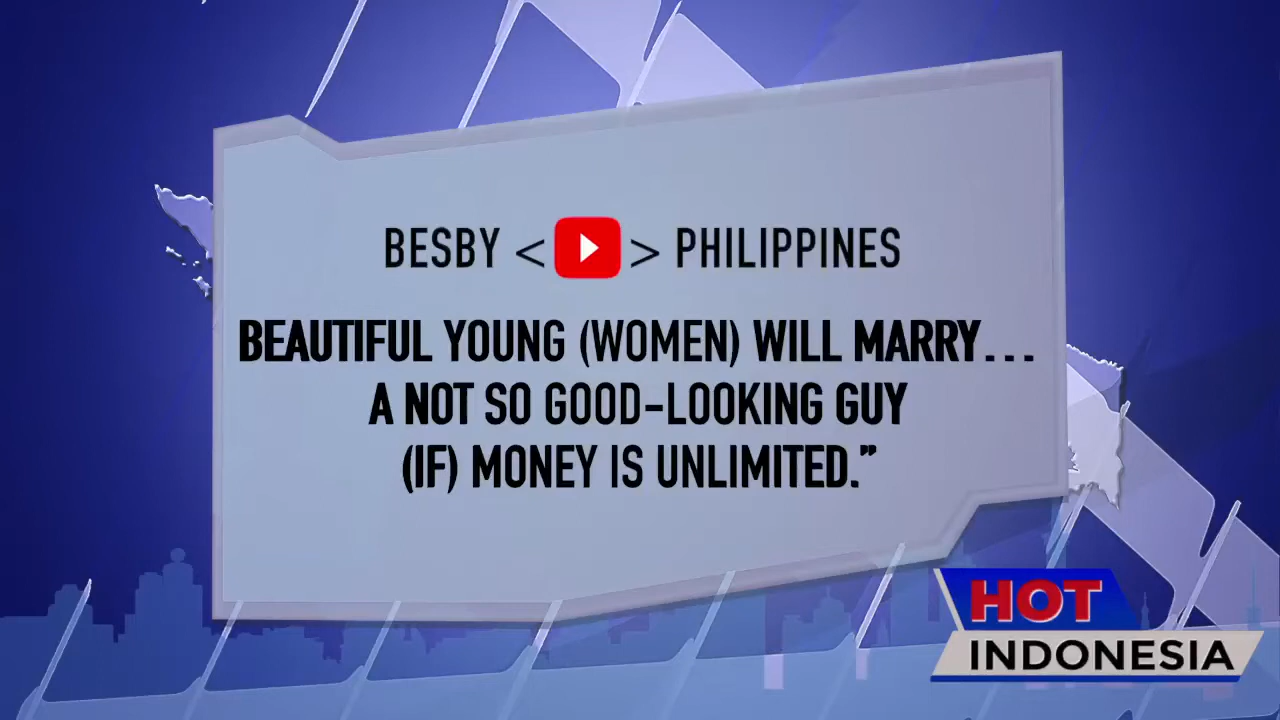 BESBY < > PHILIPPINES
BEAUTIFUL YOUNG (WOMEN) WILL MARRY...
A NOT SO GOOD-LOOKING GUY
(IF) MONEY IS UNLIMITED.”
HOT
INDONESIA